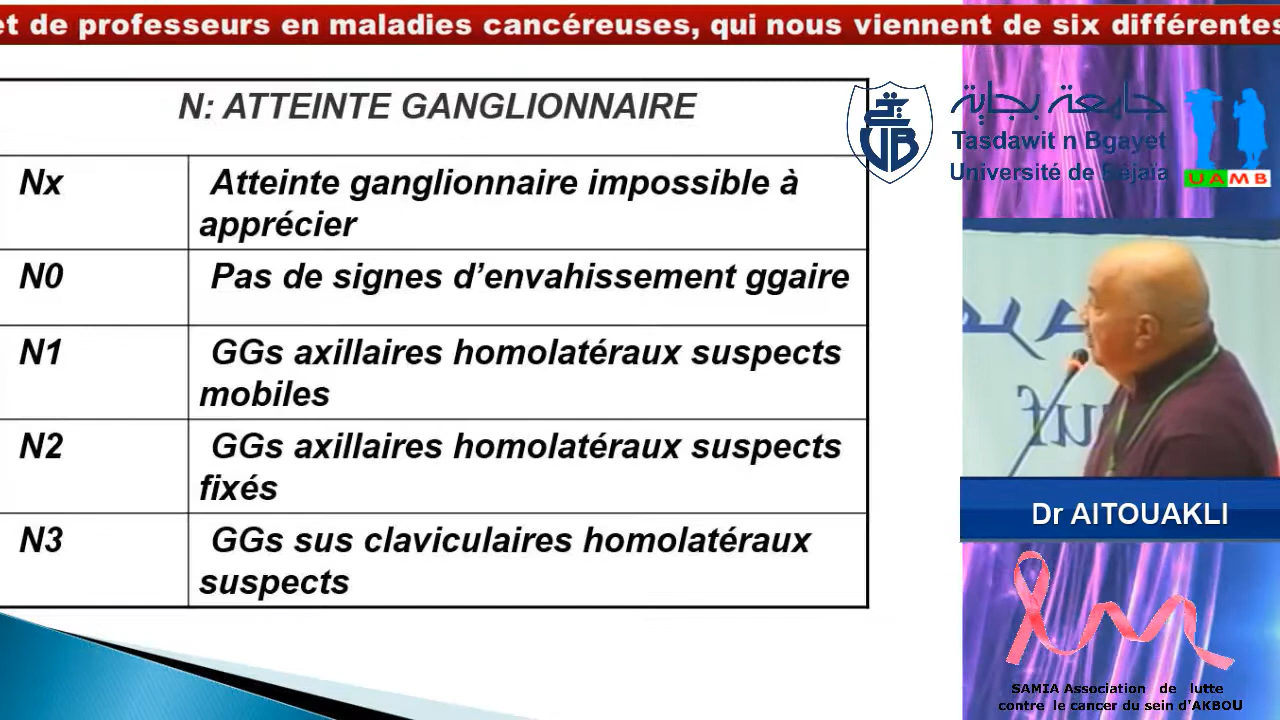 et de professeurs en maladies cancéreuses, qui nous viennent de six différentes
N: ATTEINTE GANGLIONNAIRE
Nx
Atteinte ganglionnaire impossible à
apprécier
N0
Pas de signes d’envahissement ggaire
N1
GGs axillaires homolatéraux suspects
mobiles
N2
GGs axillaires homolatéraux suspects
fixés
N3
GGs sus claviculaires homolatéraux
suspects
UB
جامعة بجاية
Tasdawit n Bgayet
Université de Béjaïa
UAMB
Dr AITOUAKLI
SAMIA Association de lutte
contre le cancer du sein d'AKBOU